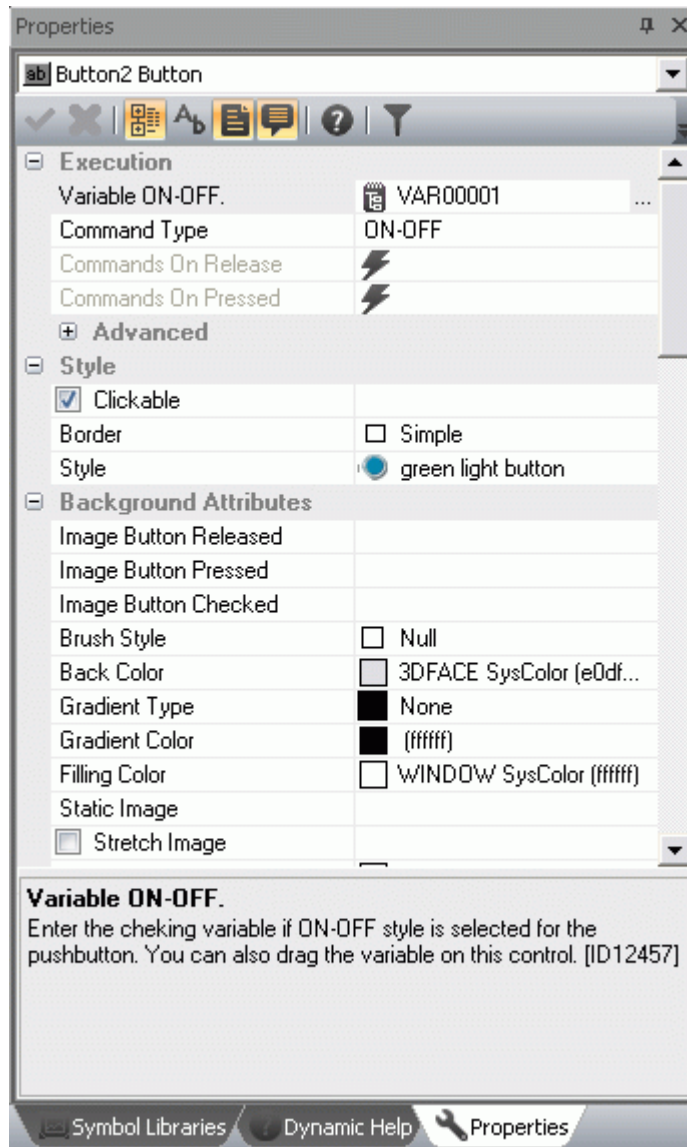 Properties
ab Button2 Button
Ab
Execution
Variable ON-OFF. VAR00001 ...
Command Type ON-OFF
Commands On Release
Commands On Pressed
Advanced
Style
Clickable
Border Simple
Style green light button
Background Attributes
Image Button Released
Image Button Pressed
Image Button Checked
Brush Style Null
Back Color 3DFACE SysColor (e0df...
Gradient Type None
Gradient Color (ffffff)
Filling Color WINDOW SysColor (ffffff)
Static Image
Stretch Image
Variable ON-OFF.
Enter the cheking variable if ON-OFF style is selected for the
pushbutton. You can also drag the variable on this control. [ID12457]
Symbol Libraries Dynamic Help Properties